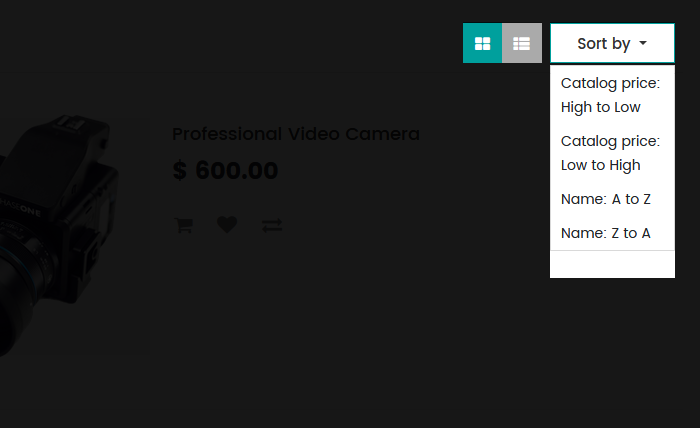 Sort by
Catalog price:
High to Low
Catalog price:
Low to High
Name: A to Z
Name: Z to A
Professional Video Camera
$ 600.00